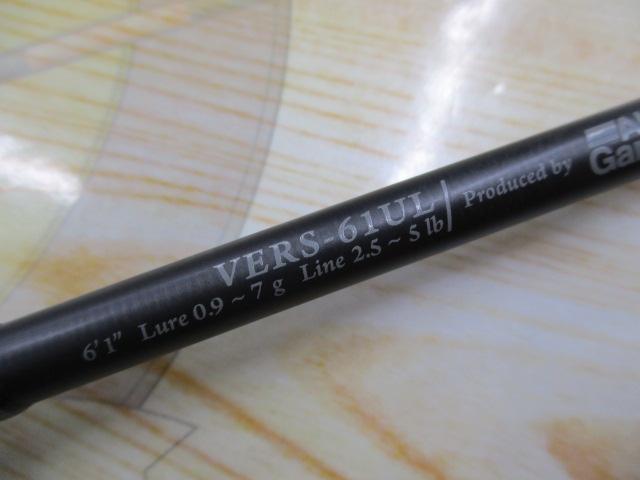 VERS-61UL
6'1" Lure 0.9 ~ 7 g Line 2.5 ~ 5 lb
Produced by